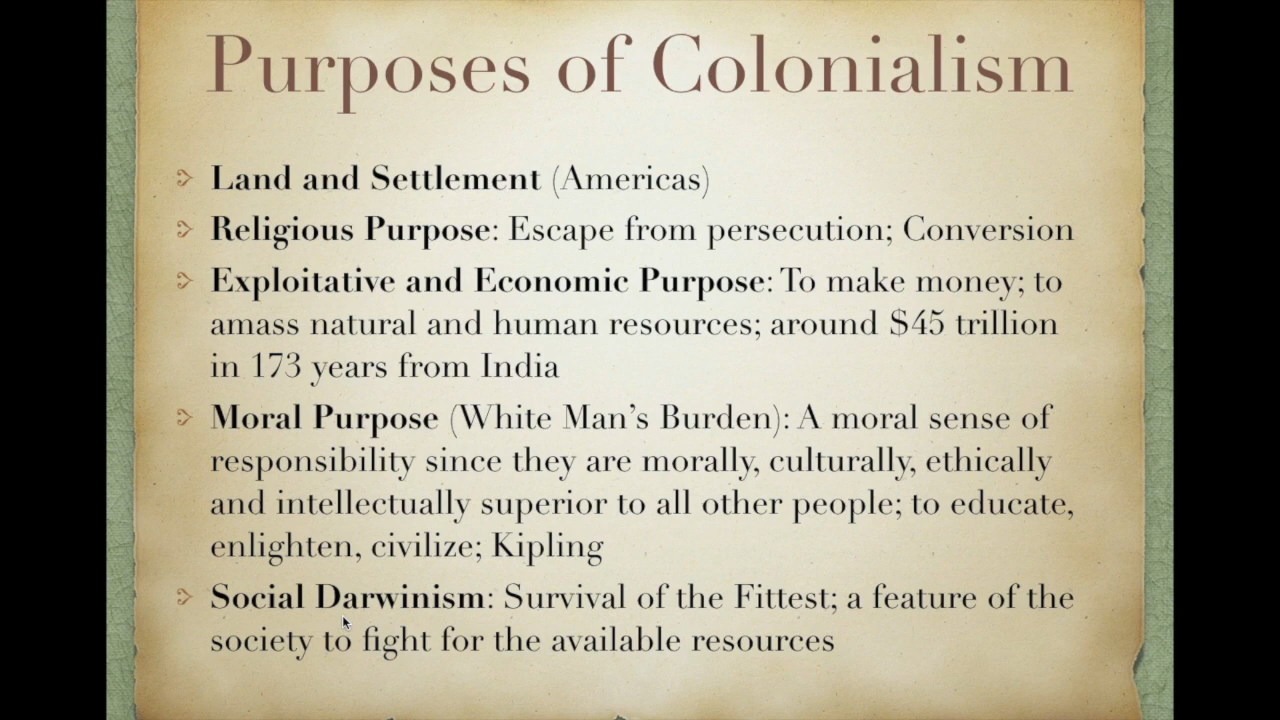 Purposes of Colonialism
Land and Settlement (Americas)
Religious Purpose: Escape from persecution; Conversion
Exploitative and Economic Purpose: To make money; to
amass natural and human resources; around $45 trillion
in 173 years from India
Moral Purpose (White Man’s Burden): A moral sense of
responsibility since they are morally, culturally, ethically
and intellectually superior to all other people; to educate,
enlighten, civilize; Kipling
Social Darwinism: Survival of the Fittest; a feature of the
society to fight for the available resources